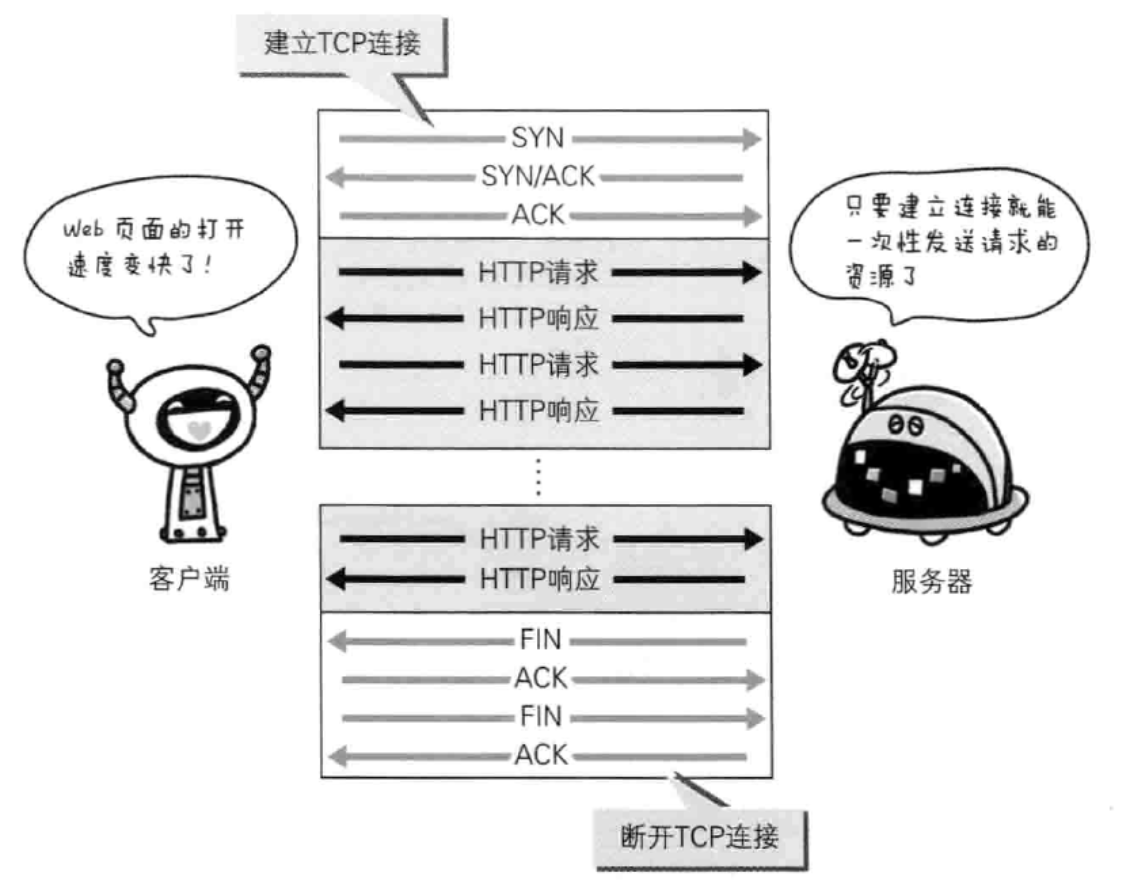 建立TCP连接
SYN
SYN/ACK
ACK
Web 页面的打开
速度变快了!
只要建立连接就能
一次性发送请求的
资源了
HTTP请求
HTTP响应
HTTP请求
HTTP响应
HTTP请求
HTTP响应
客户端
服务器
FIN
ACK
FIN
ACK
断开TCP连接